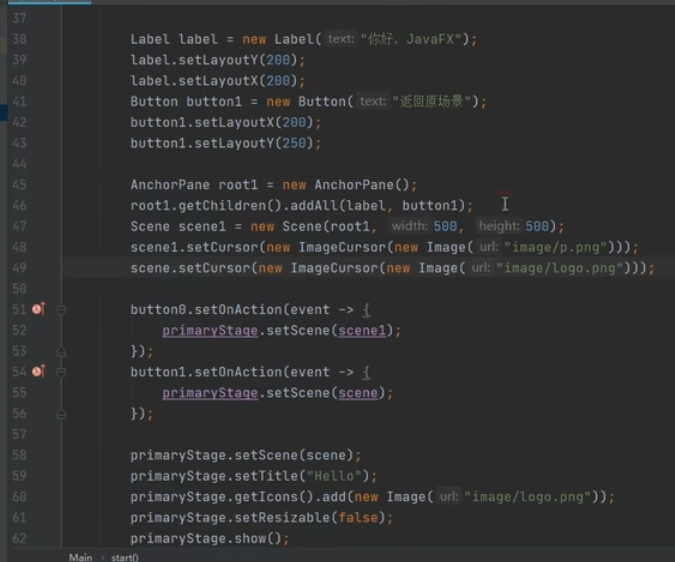 37
38 Label label = new Label( text: "你好，JavaFX");
39 label.setLayoutY(200);
40 label.setLayoutX(200);
41 Button button1 = new Button( text: "返回原场景");
42 button1.setLayoutX(200);
43 button1.setLayoutY(250);
44
45 AnchorPane root1 = new AnchorPane();
46 root1.getChildren().addAll(label, button1);
47 Scene scene1 = new Scene(root1, width: 500, height: 500);
48 scene1.setCursor(new ImageCursor(new Image( url: "image/p.png")));
49 scene.setCursor(new ImageCursor(new Image( url: "image/logo.png")));
50
51 button0.setOnAction(event -> {
52 primaryStage.setScene(scene1);
53 });
54 button1.setOnAction(event -> {
55 primaryStage.setScene(scene);
56 });
57
58 primaryStage.setScene(scene);
59 primaryStage.setTitle("Hello");
60 primaryStage.getIcons().add(new Image( url: "image/logo.png"));
61 primaryStage.setResizable(false);
62 primaryStage.show();
Main › start()